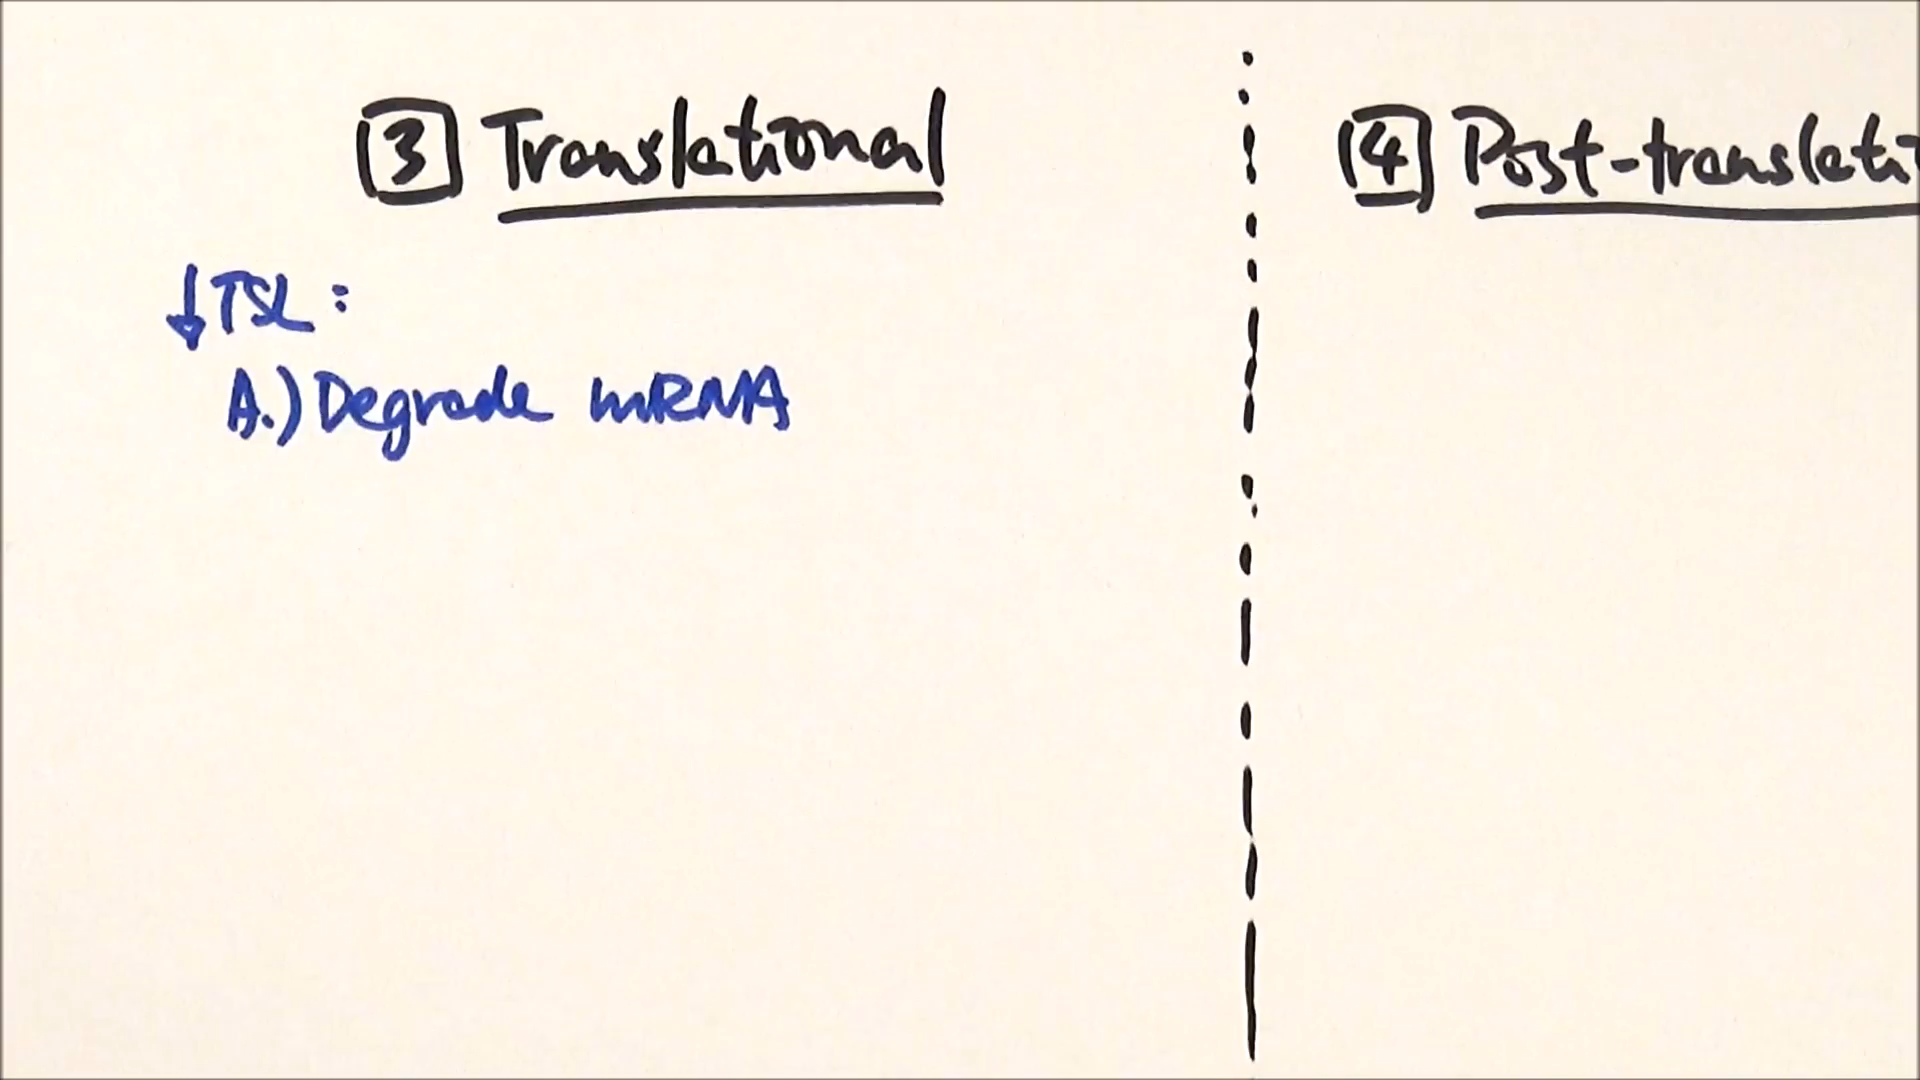 3 Translational
4 Post-translati
↓TSL:
A.) Degrade mRNA